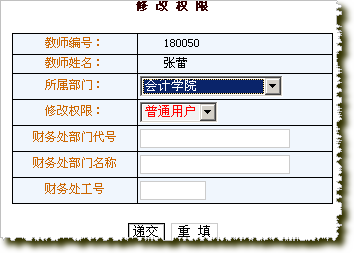 修 改 权 限
教师编号： 180050
教师姓名： 张蕾
所属部门： 会计学院
修改权限： 普通用户
财务处部门代号
财务处部门名称
财务处工号
递交 重 填